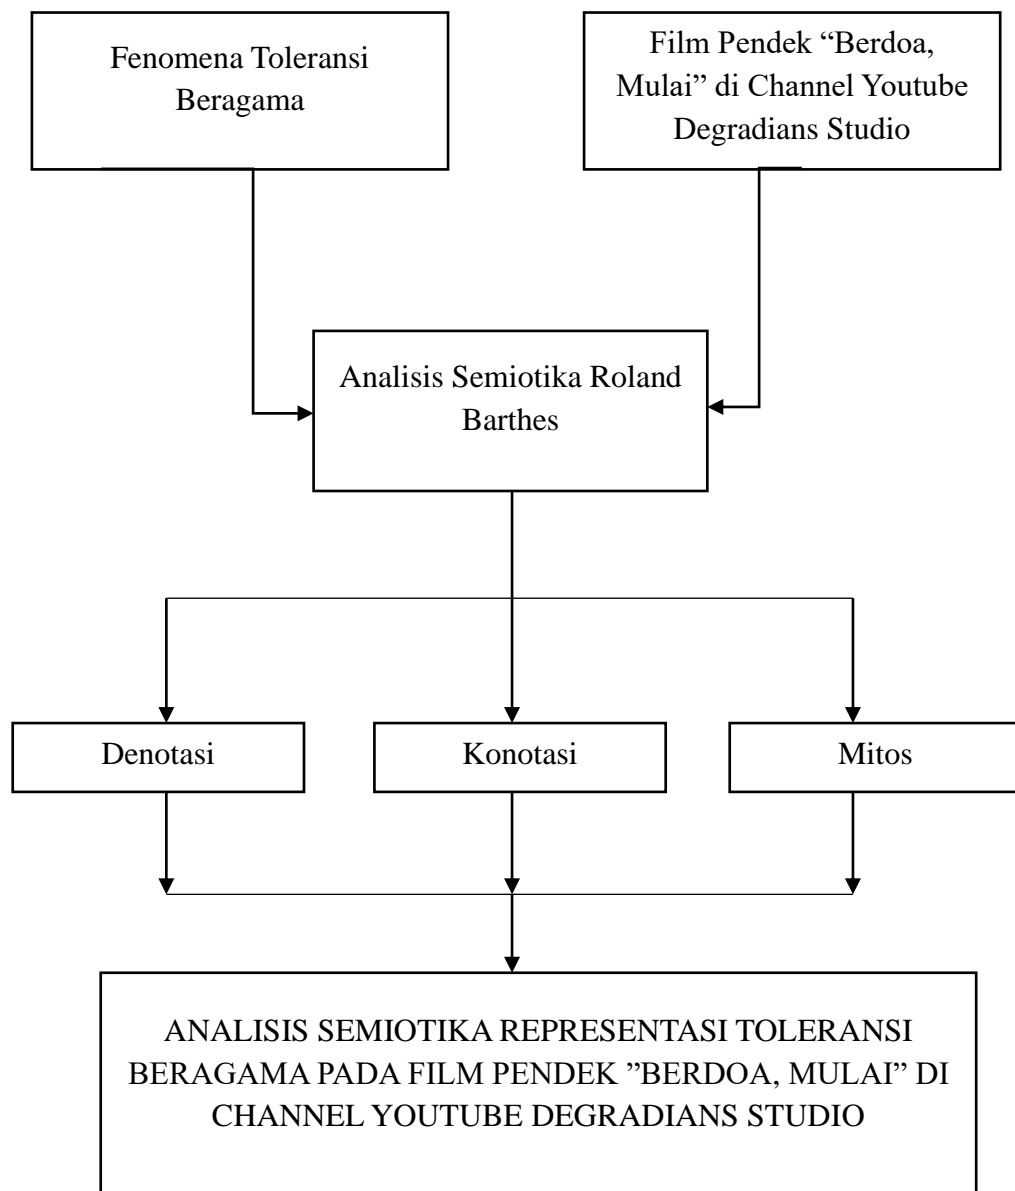 Fenomena Toleransi
Beragama
Film Pendek “Berdoa,
Mulai” di Channel Youtube
Degradians Studio
Analisis Semiotika Roland
Barthes
Denotasi
Konotasi
Mitos
ANALISIS SEMIOTIKA REPRESENTASI TOLERANSI
BERAGAMA PADA FILM PENDEK ”BERDOA, MULAI” DI
CHANNEL YOUTUBE DEGRADIANS STUDIO